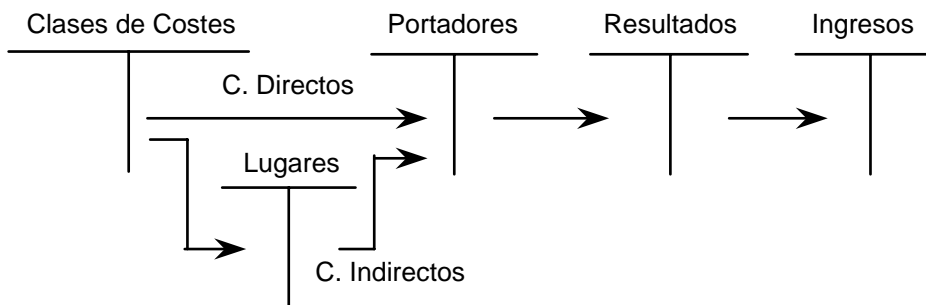 Clases de Costes
Portadores
Resultados
Ingresos
C. Directos
Lugares
C. Indirectos